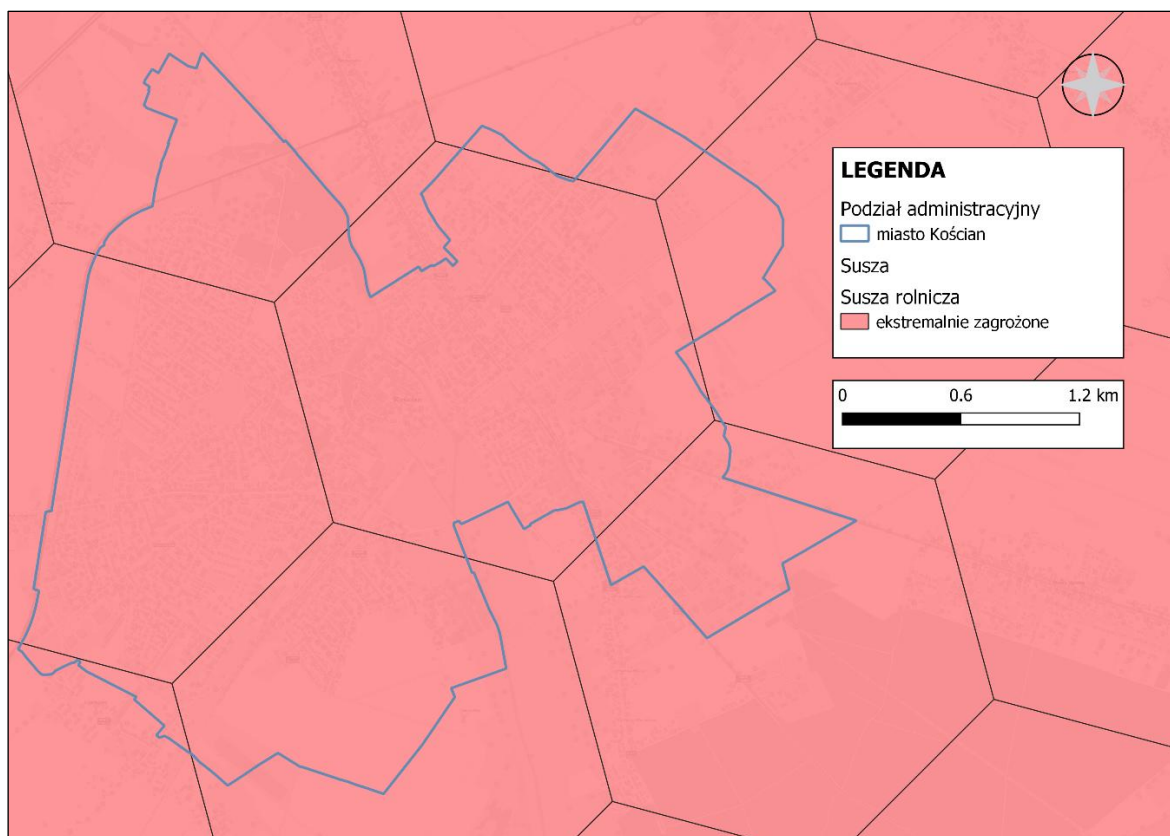 LEGENDA
Podział administracyjny
miasto Kościan
Susza
Susza rolnicza
ekstremalnie zagrożone
0 0.6 1.2 km